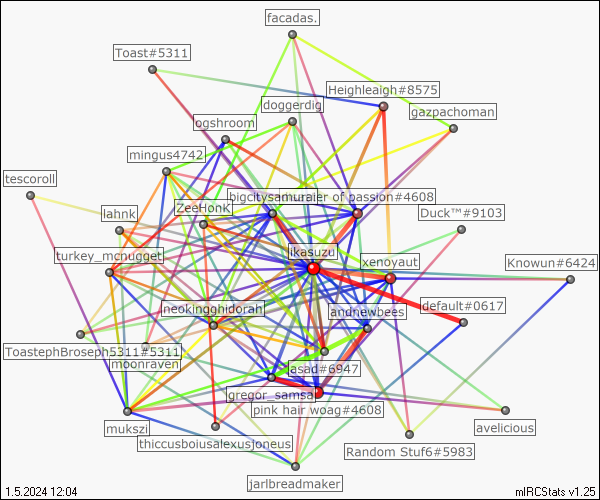 facadas.
Toast#5311
Heighleaigh#8575
doggerdig
gazpachoman
ogshroom
mingus4742
tescoroll
bigcitysamuraler of passion#4608
ZeeHonK
lahnk
Duck™#9103
ikasuzu
turkey_mcnugget
xenoyaut
Knowun#6424
default#0617
neokingghidorah
andrewbees
ToastephBroseph5311#5311
moonraven
asad#6947
gregor_samsa
pink hair woag#4608
mukszi
avelicious
thiccusboiusalexusjoneus
Random Stuf6#5983
jarlbreadmaker
1.5.2024 12:04
mIRCStats v1.25